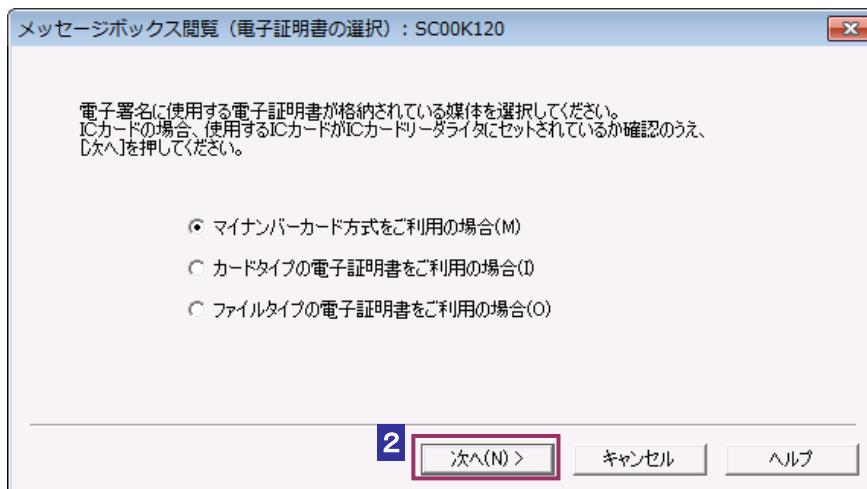 メッセージボックス閲覧（電子証明書の選択）: SC00K120
電子署名に使用する電子証明書が格納されている媒体を選択してください。
ICカードの場合、使用するICカードがICカードリーダライタにセットされているか確認のうえ、
[次へ]を押してください。
マイナンバーカード方式をご利用の場合(M)
カードタイプの電子証明書をご利用の場合(I)
ファイルタイプの電子証明書をご利用の場合(O)
2 次へ(N) > キャンセル ヘルプ